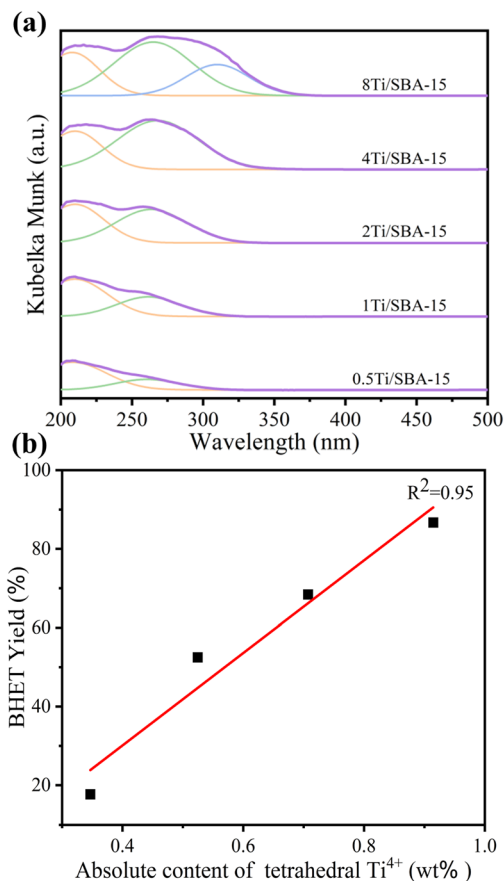 (a)
Kubelka Munk (a.u.)
8Ti/SBA-15
4Ti/SBA-15
2Ti/SBA-15
1Ti/SBA-15
0.5Ti/SBA-15
200 250 300 350 400 450 500
Wavelength (nm)
(b)
R²=0.95
BHET Yield (%)
100
80
60
40
20
0.4 0.6 0.8 1.0
Absolute content of tetrahedral Ti⁴⁺ (wt%)